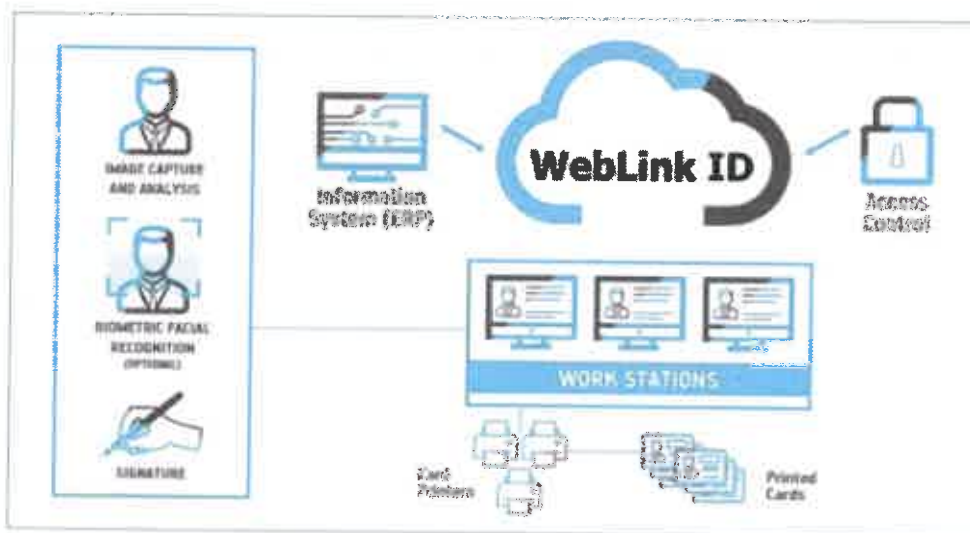 IMAGE CAPTURE
AND ANALYSIS
BIOMETRIC FACIAL
RECOGNITION
(OPTIONAL)
SIGNATURE
Information
System (ERP)
WebLink ID
Access
Control
WORK STATIONS
Card
Printers
Printed
Cards